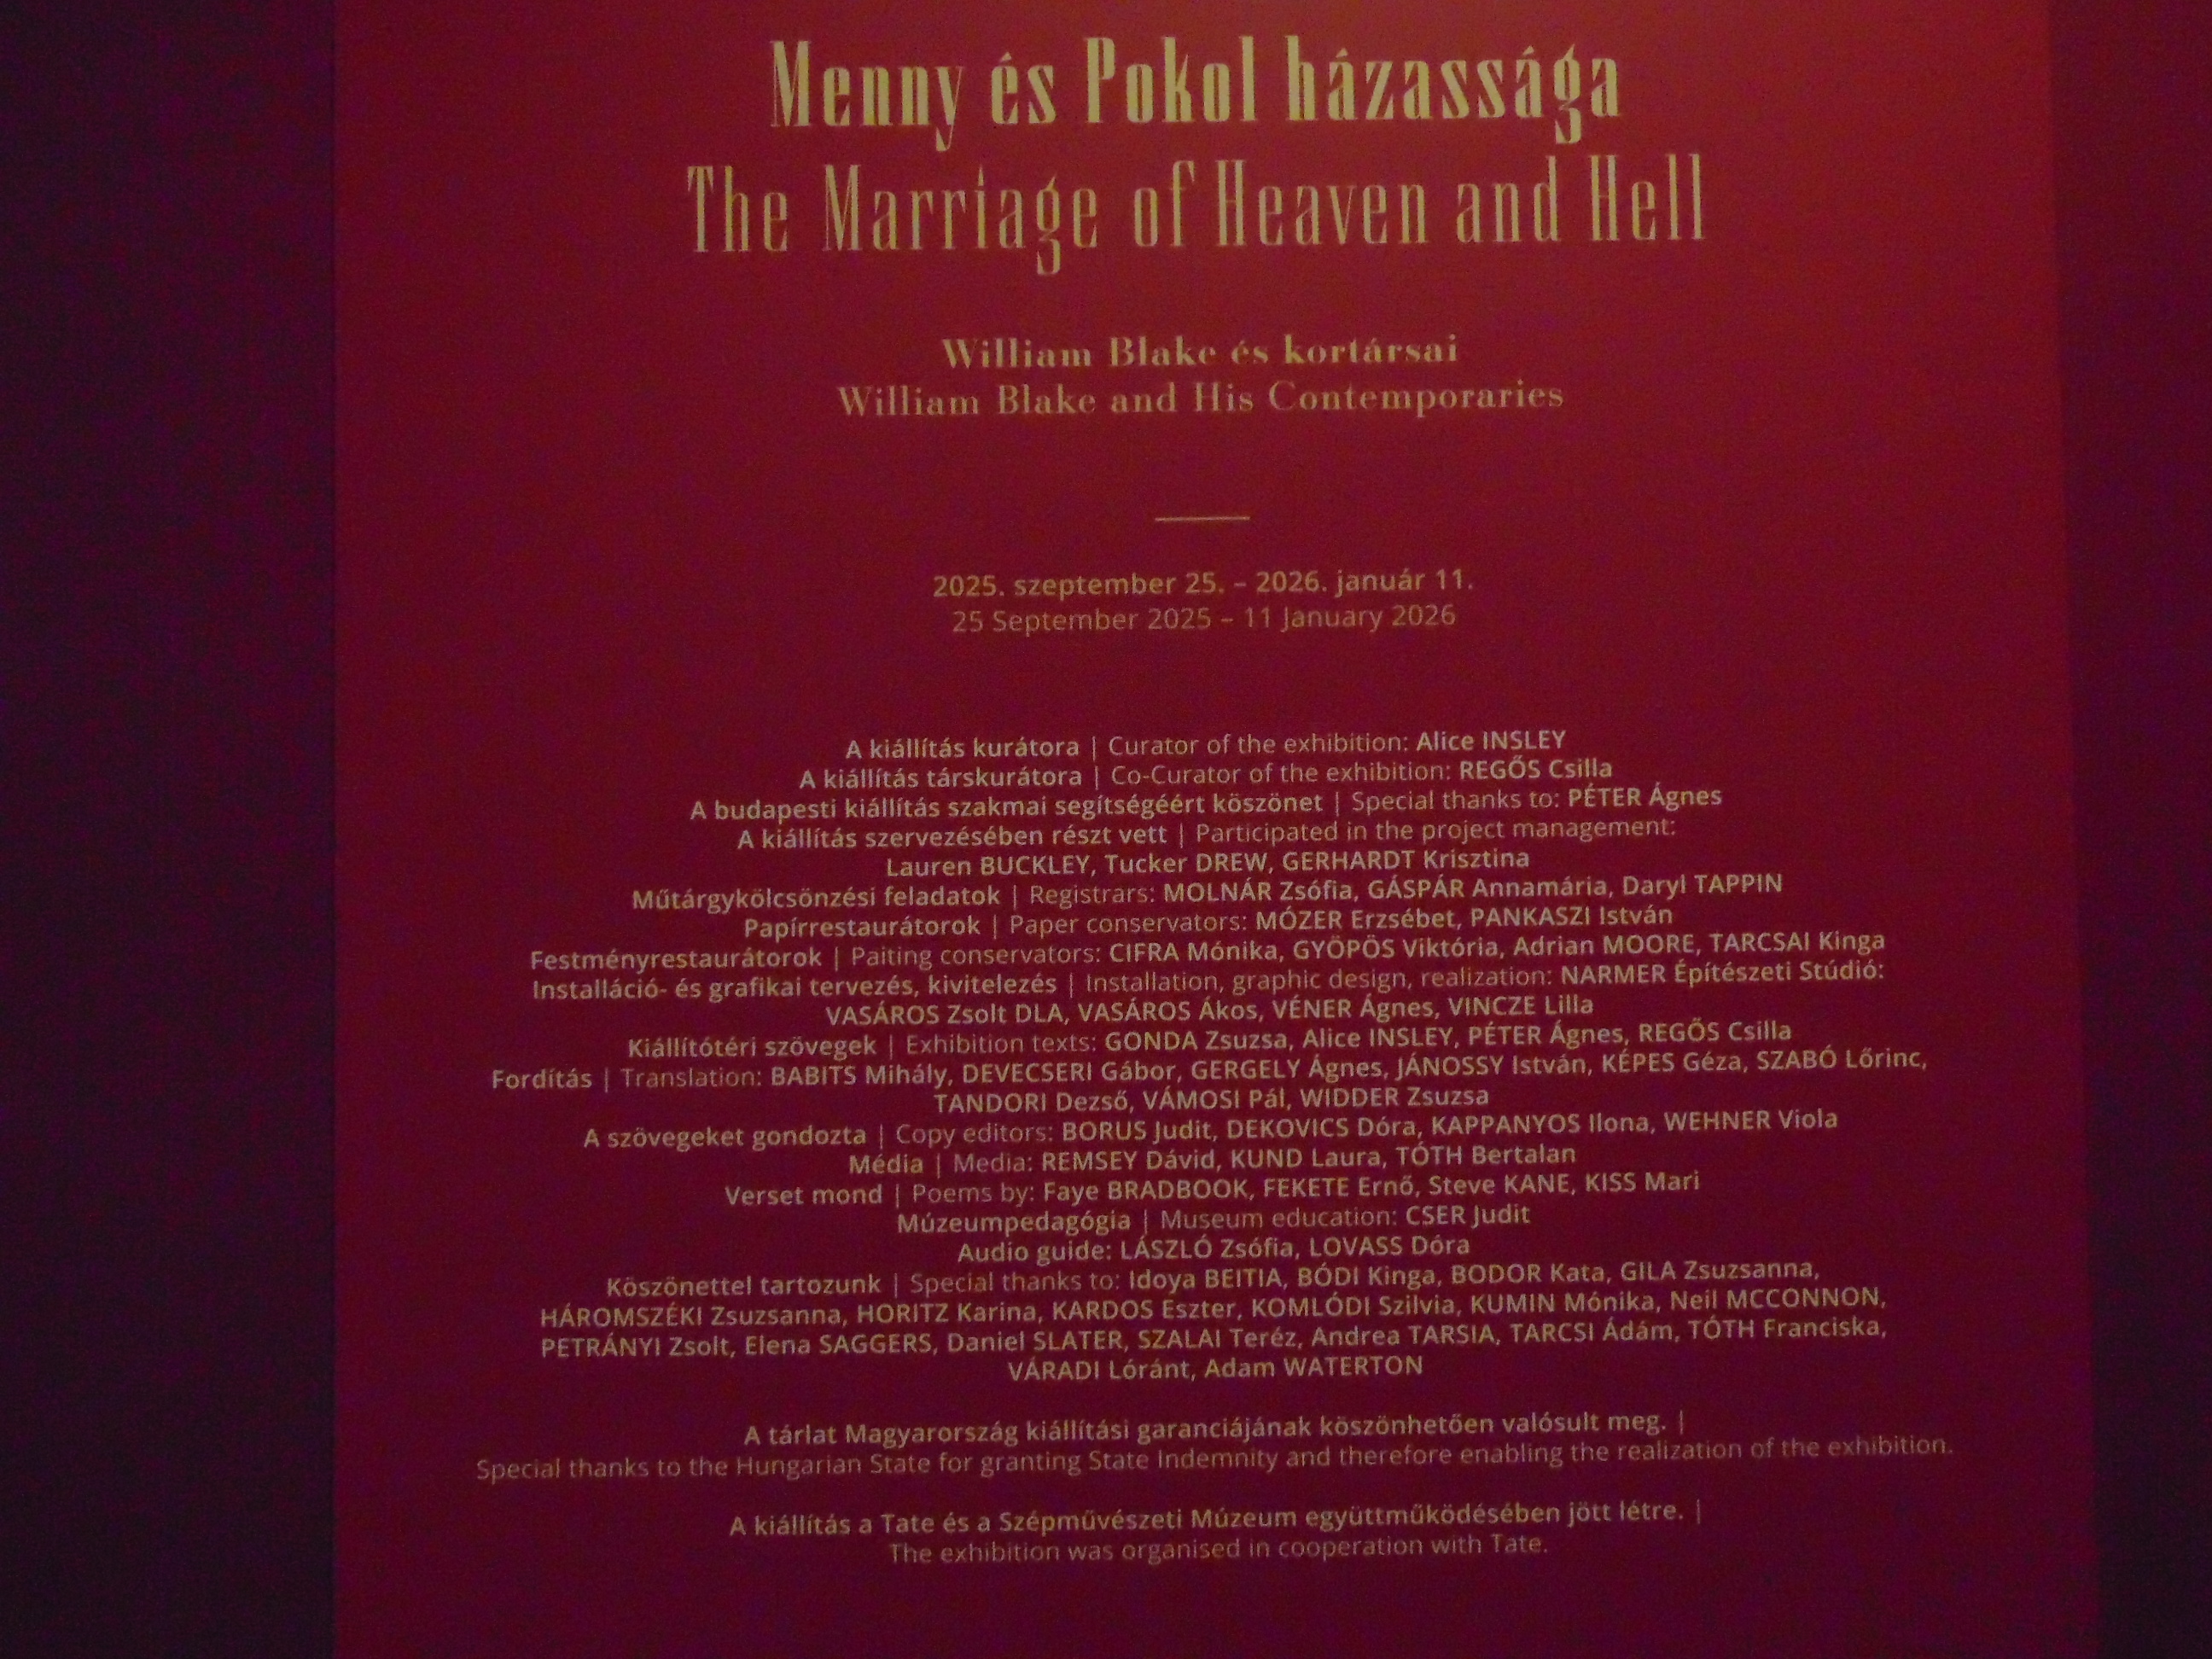 Menny és Pokol házassága
The Marriage of Heaven and Hell
William Blake és kortársai
William Blake and His Contemporaries
2025. szeptember 25. – 2026. január 11.
25 September 2025 – 11 January 2026
A kiállítás kurátora | Curator of the exhibition: Alice INSLEY
A kiállítás társkurátora | Co-Curator of the exhibition: REGŐS Csilla
A budapesti kiállítás szakmai segítségéért köszönet | Special thanks to: PÉTER Ágnes
A kiállítás szervezésében részt vett | Participated in the project management:
Lauren BUCKLEY, Tucker DREW, GERHARDT Krisztina
Műtárgykölcsönzési feladatok | Registrars: MOLNÁR Zsófia, GÁSPÁR Annamária, Daryl TAPPIN
Papírrestaurátorok | Paper conservators: MÓZER Erzsébet, PANKASZI István
Festményrestaurátorok | Paiting conservators: CIFRA Mónika, GYÖPÖS Viktória, Adrian MOORE, TARCSAI Kinga
Installáció- és grafikai tervezés, kivitelezés | Installation, graphic design, realization: NARMER Építészeti Stúdió:
VASÁROS Zsolt DLA, VASÁROS Ákos, VÉNER Ágnes, VINCZE Lilla
Kiállítótéri szövegek | Exhibition texts: GONDA Zsuzsa, Alice INSLEY, PÉTER Ágnes, REGŐS Csilla
Fordítás | Translation: BABITS Mihály, DEVECSERI Gábor, GERGELY Ágnes, JÁNOSSY István, KÉPES Géza, SZABÓ Lőrinc,
TANDORI Dezső, VÁMOSI Pál, WIDDER Zsuzsa
A szövegeket gondozta | Copy editors: BORUS Judit, DEKOVICS Dóra, KAPPANYOS Ilona, WEHNER Viola
Média | Media: REMSEY Dávid, KUND Laura, TÓTH Bertalan
Verset mond | Poems by: Faye BRADBOOK, FEKETE Ernő, Steve KANE, KISS Mari
Múzeumpedagógia | Museum education: CSER Judit
Audio guide: LÁSZLÓ Zsófia, LOVASS Dóra
Köszönettel tartozunk | Special thanks to: Idoya BEITIA, BÓDI Kinga, BODOR Kata, GILA Zsuzsanna,
HÁROMSZÉKI Zsuzsanna, HORITZ Karina, KARDOS Eszter, KOMLÓDI Szilvia, KUMIN Mónika, Neil MCCONNON,
PETRÁNYI Zsolt, Elena SAGGERS, Daniel SLATER, SZALAI Teréz, Andrea TARSIA, TARCSI Ádám, TÓTH Franciska,
VÁRADI Lóránt, Adam WATERTON
A tárlat Magyarország kiállítási garanciájának köszönhetően valósult meg. |
Special thanks to the Hungarian State for granting State Indemnity and therefore enabling the realization of the exhibition.
A kiállítás a Tate és a Szépművészeti Múzeum együttműködésében jött létre. |
The exhibition was organised in cooperation with Tate.